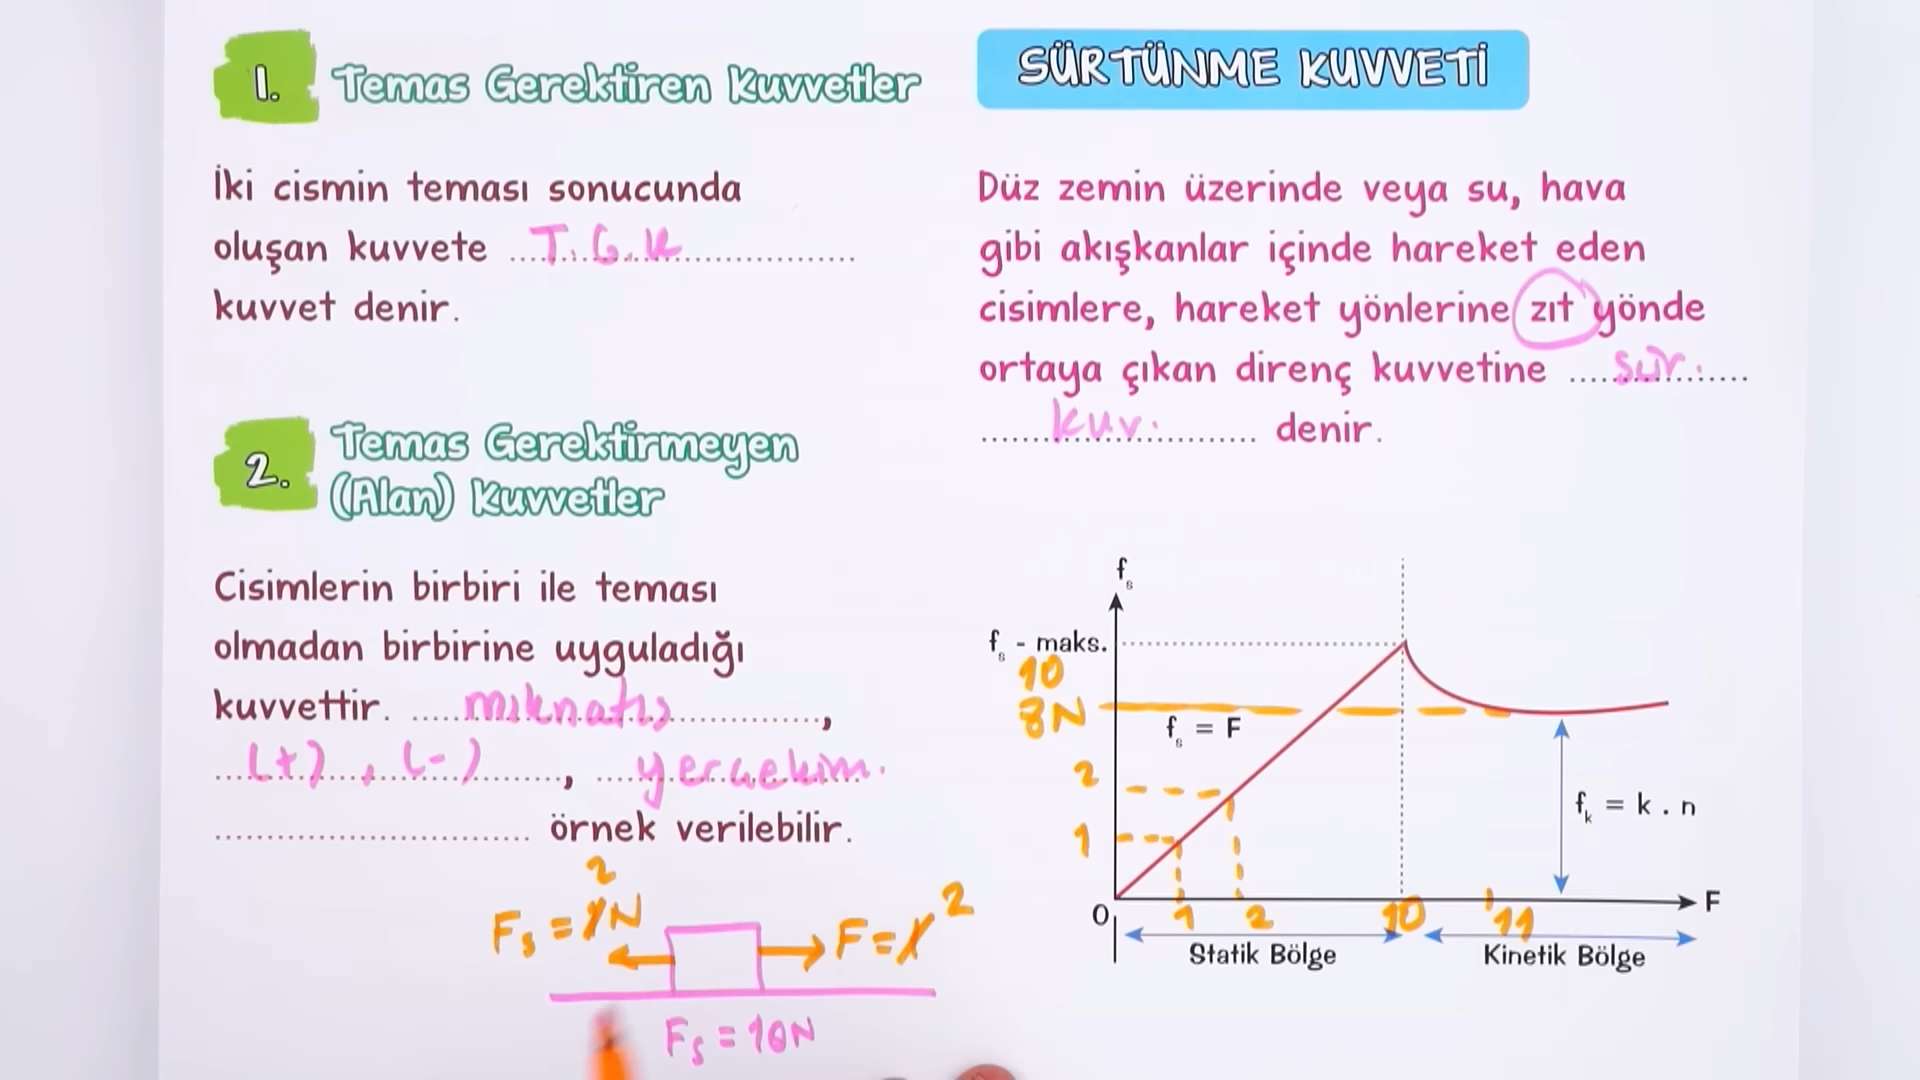 1. Temas Gerektiren Kuvvetler
İki cismin teması sonucunda
oluşan kuvvete T.G.K
kuvvet denir.
2. Temas Gerektirmeyen
(Alan) Kuvvetler
Cisimlerin birbiri ile teması
olmadan birbirine uyguladığı
kuvvettir. mıknatıs,
(+), (-), yerçekim.
örnek verilebilir.
2
Fs = 1N
F = 1 2
Fs = 10N
SÜRTÜNME KUVVETİ
Düz zemin üzerinde veya su, hava
gibi akışkanlar içinde hareket eden
cisimlere, hareket yönlerine zıt yönde
ortaya çıkan direnç kuvvetine sür.
kuv. denir.
fs
fs - maks.
10
8N
fs = F
2
1
fk = k . n
0
1 2 10 11
F
Statik Bölge
Kinetik Bölge